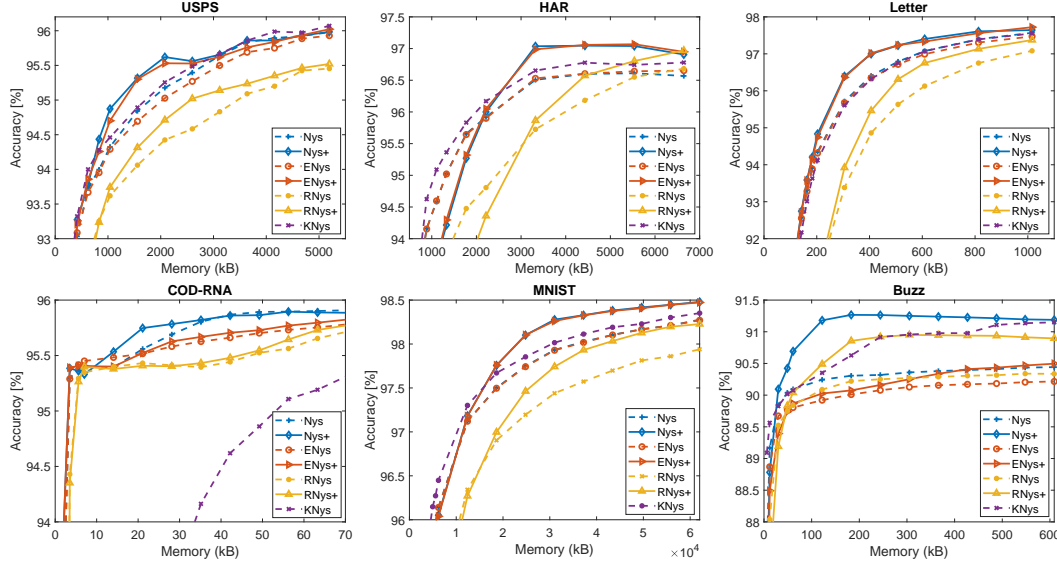 USPS
96
95.5
95
94.5
94
93.5
93
Accuracy [%]
0 1000 2000 3000 4000 5000
Memory (kB)
Nys
Nys+
ENys
ENys+
RNys
RNys+
KNys
HAR
97.5
97
96.5
96
95.5
95
94.5
94
Accuracy [%]
1000 2000 3000 4000 5000 6000 7000
Memory (kB)
Nys
Nys+
ENys
ENys+
RNys
RNys+
KNys
Letter
98
97
96
95
94
93
92
Accuracy [%]
0 200 400 600 800 1000
Memory (kB)
Nys
Nys+
ENys
ENys+
RNys
RNys+
KNys
COD-RNA
96
95.5
95
94.5
94
Accuracy [%]
0 10 20 30 40 50 60 70
Memory (kB)
Nys
Nys+
ENys
ENys+
RNys
RNys+
KNys
MNIST
98.5
98
97.5
97
96.5
96
Accuracy [%]
0 1 2 3 4 5 6
× 10^4
Memory (kB)
Nys
Nys+
ENys
ENys+
RNys
RNys+
KNys
Buzz
91.5
91
90.5
90
89.5
89
88.5
88
Accuracy [%]
0 100 200 300 400 500 600
Memory (kB)
Nys
Nys+
ENys
ENys+
RNys
RNys+
KNys